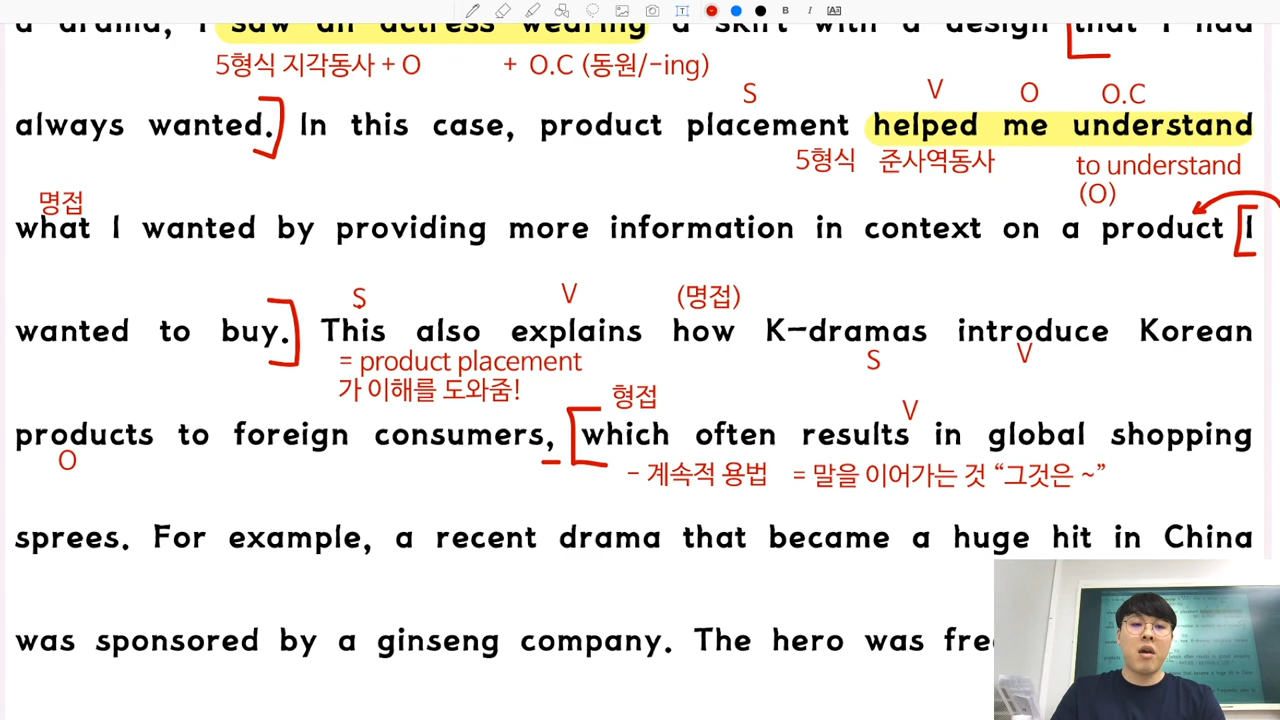 a drama, I saw an actress wearing a skirt with a design that I had
5형식 지각동사 + O + O.C (동원/-ing)
S V O O.C
always wanted. In this case, product placement helped me understand
5형식 준사역동사 to understand
명접 (O)
what I wanted by providing more information in context on a product I
S V (명접)
wanted to buy. This also explains how K-dramas introduce Korean
= product placement S V
가 이해를 도와줌!
형접 V
products to foreign consumers, which often results in global shopping
O - 계속적 용법 = 말을 이어가는 것 “그것은 ~”
sprees. For example, a recent drama that became a huge hit in China
was sponsored by a ginseng company. The hero was